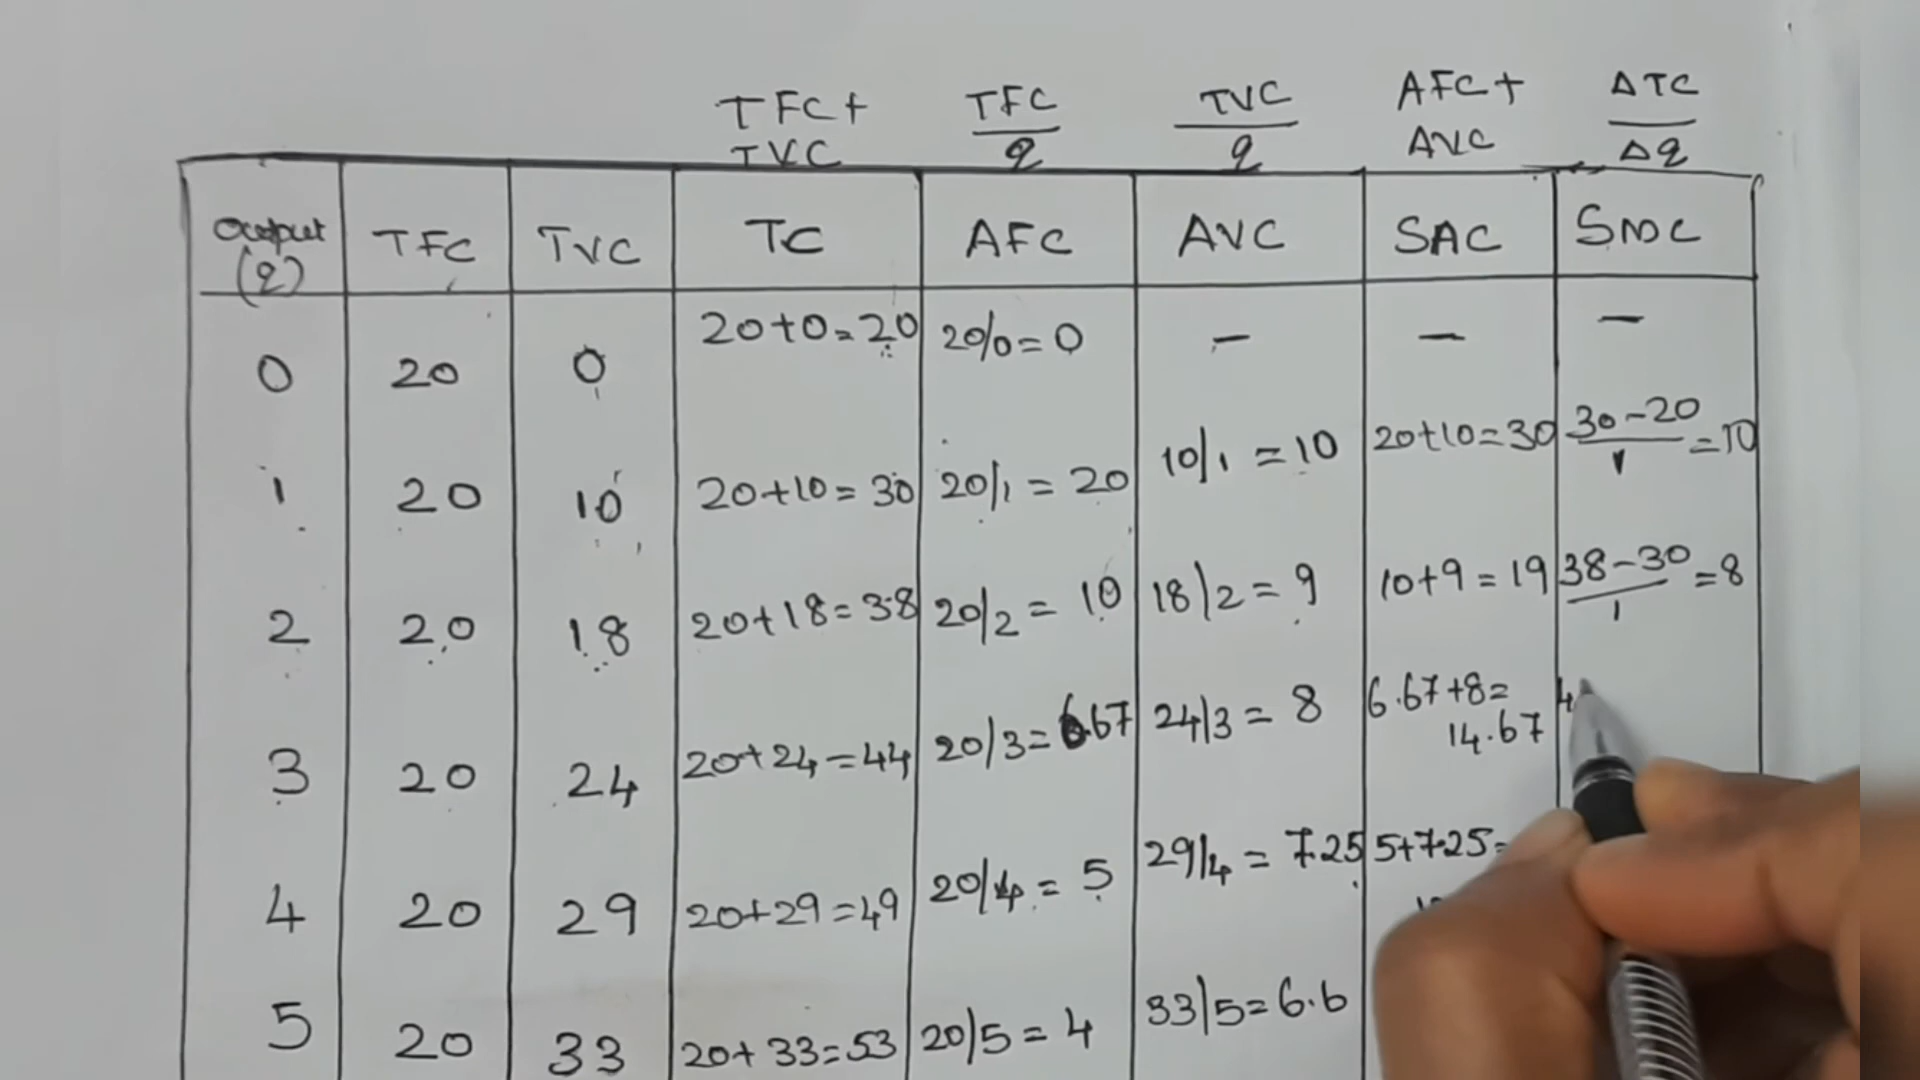 TFC+ TFC TVC AFC+ ΔTC
TVC q q AVC Δq
Output (q) TFC TVC TC AFC AVC SAC SMC
0 20 0 20+0=20 20/0=0 — — —
1 20 10 20+10=30 20/1=20 10/1=10 20+10=30 30-20/1=10
2 20 18 20+18=38 20/2=10 18/2=9 10+9=19 38-30/1=8
3 20 24 20+24=44 20/3=6.67 24/3=8 6.67+8= 14.67 4
4 20 29 20+29=49 20/4=5 29/4=7.25 5+7.25=
5 20 33 20+33=53 20/5=4 33/5=6.6